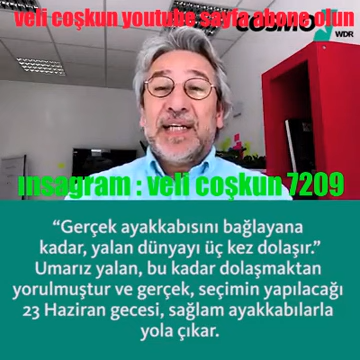 veli coşkun youtube sayfa abone olun
COSMO
WDR
ınsagram : veli coşkun 7209
“Gerçek ayakkabısını bağlayana
kadar, yalan dünyayı üç kez dolaşır.”
Umarız yalan, bu kadar dolaşmaktan
yorulmuştur ve gerçek, seçimin yapılacağı
23 Haziran gecesi, sağlam ayakkabılarla
yola çıkar.